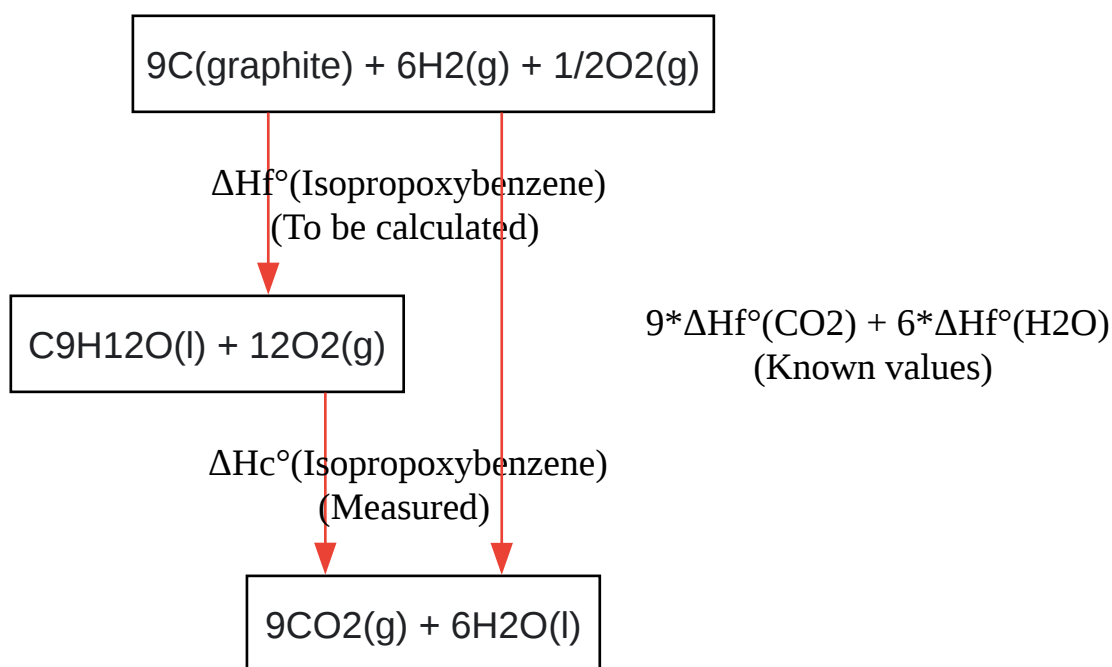 9C(graphite) + 6H2(g) + 1/2O2(g)
ΔHf°(Isopropoxybenzene)
(To be calculated)
C9H12O(l) + 12O2(g)
9*ΔHf°(CO2) + 6*ΔHf°(H2O)
(Known values)
ΔHc°(Isopropoxybenzene)
(Measured)
9CO2(g) + 6H2O(l)